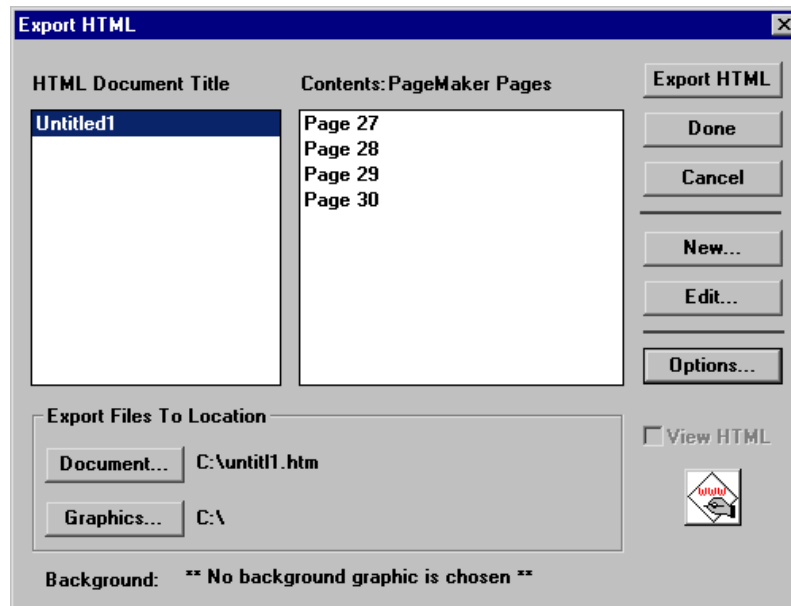 Export HTML
HTML Document Title
Contents: PageMaker Pages
Untitled1
Page 27
Page 28
Page 29
Page 30
Export HTML
Done
Cancel
New...
Edit...
Options...
Export Files To Location
Document... C:\untitl1.htm
Graphics... C:\
View HTML
WWW
Background: ** No background graphic is chosen **